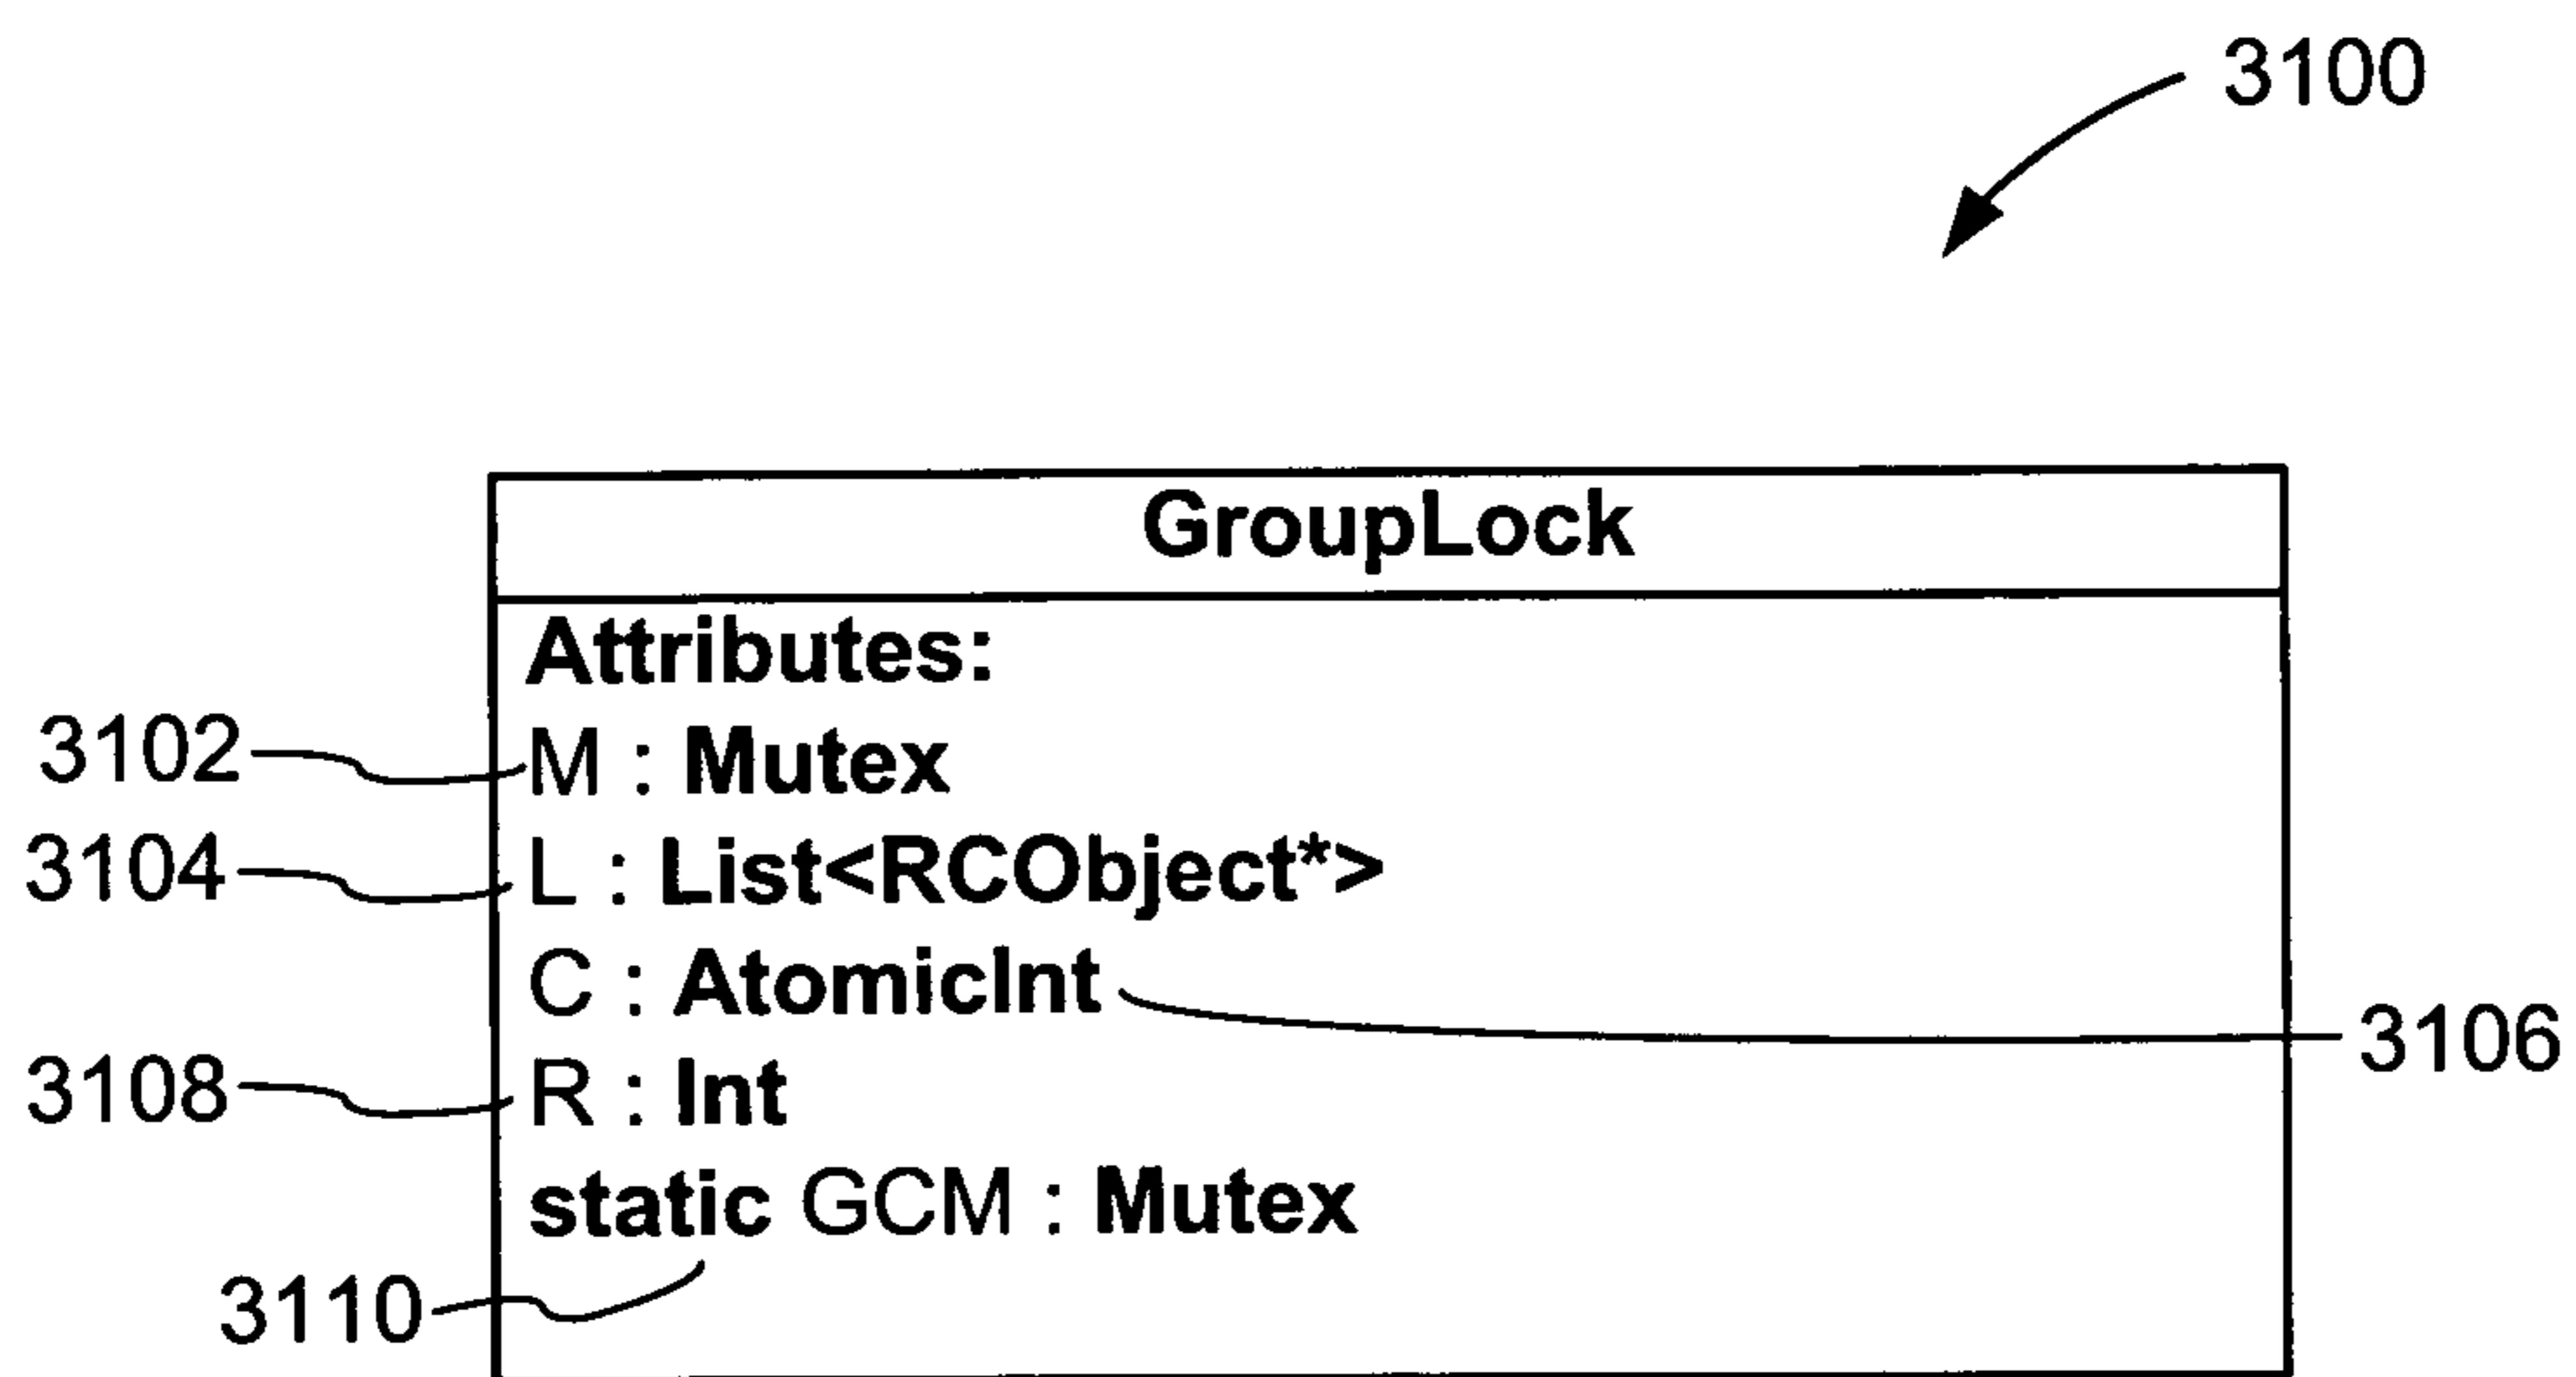 3100
GroupLock
Attributes:
3102 M : Mutex
3104 L : List<RCObject*>
C : AtomicInt 3106
3108 R : Int
static GCM : Mutex
3110